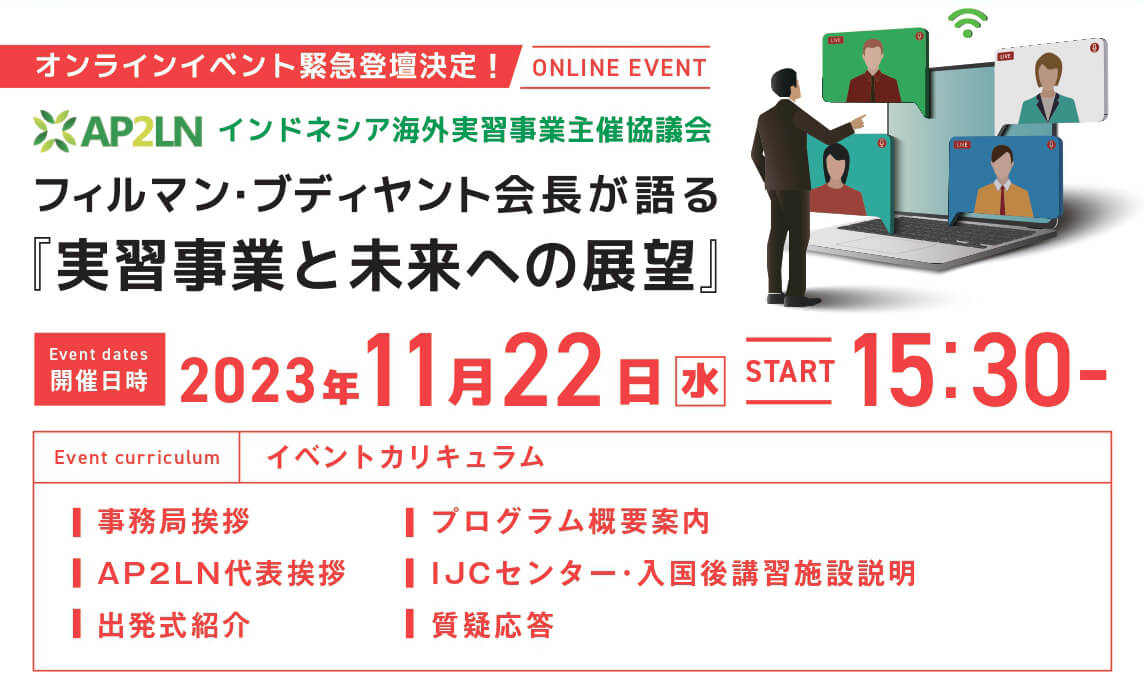 オンラインイベント緊急登壇決定！ ONLINE EVENT
AP2LN インドネシア海外実習事業主催協議会
フィルマン・ブディヤント会長が語る
『実習事業と未来への展望』
LIVE
LIVE
LIVE
Event dates
開催日時
2023年11月22日 水 START 15:30-
Event curriculum イベントカリキュラム
事務局挨拶
AP2LN代表挨拶
出発式紹介
プログラム概要案内
IJCセンター・入国後講習施設説明
質疑応答